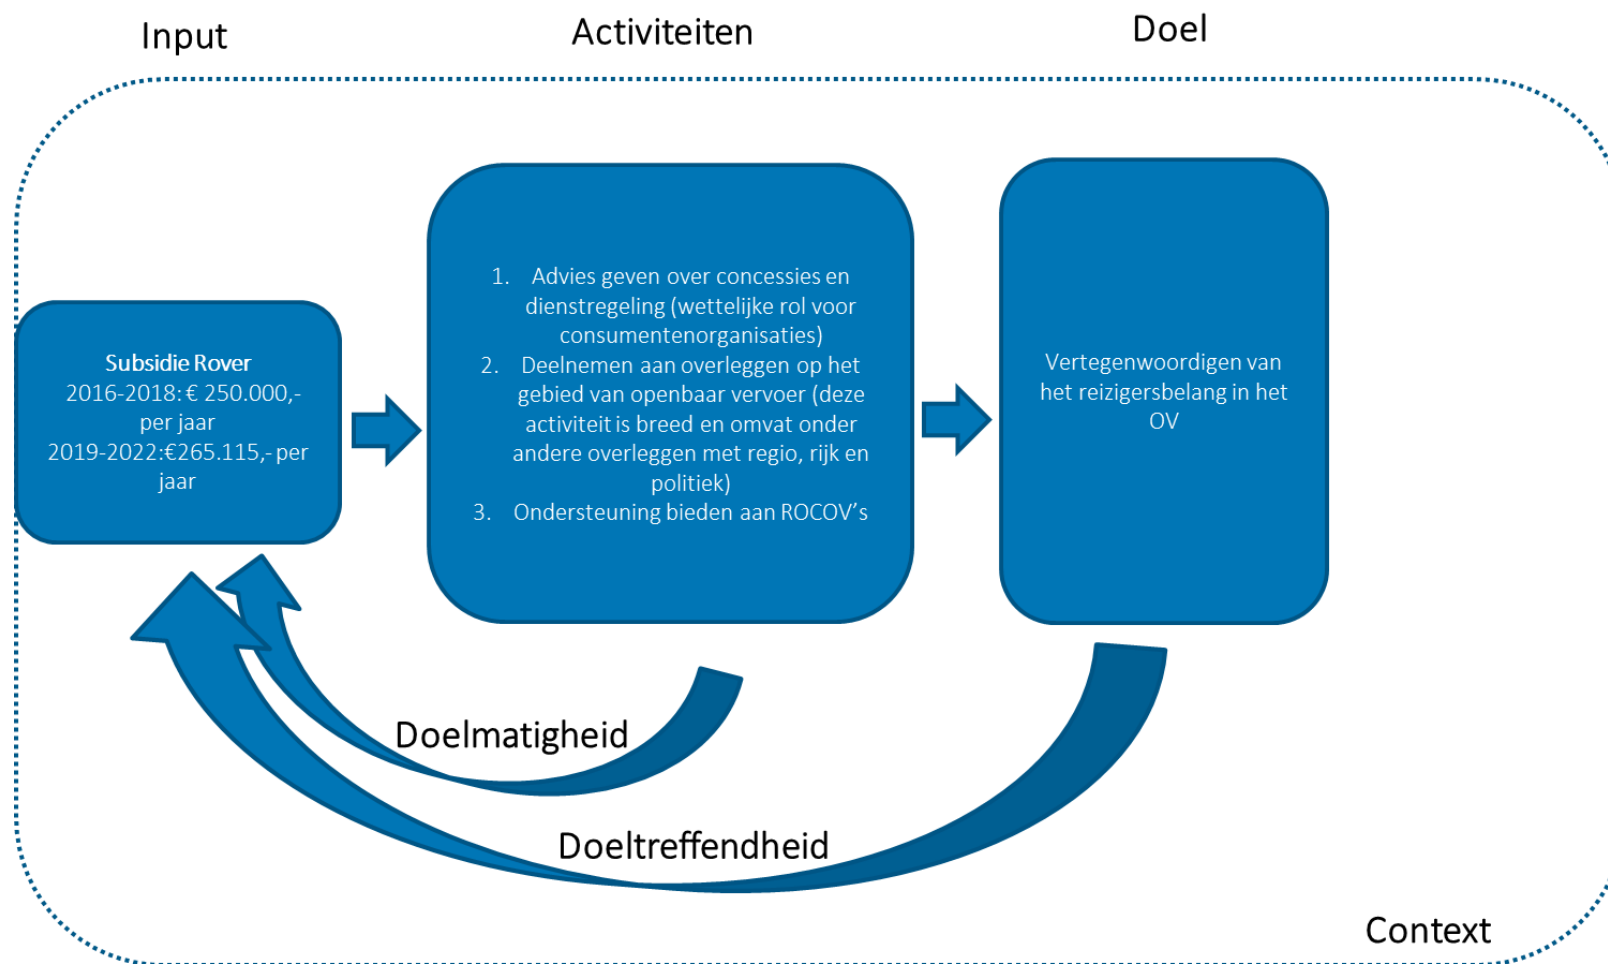 Input
Activiteiten
Doel
Subsidie Rover
2016-2018: € 250.000,-
per jaar
2019-2022:€265.115,- per
jaar
1. Advies geven over concessies en
dienstregeling (wettelijke rol voor
consumentenorganisaties)
2. Deelnemen aan overleggen op het
gebied van openbaar vervoer (deze
activiteit is breed en omvat onder
andere overleggen met regio, rijk en
politiek)
3. Ondersteuning bieden aan ROCOV’s
Vertegenwoordigen van
het reizigersbelang in het
OV
Doelmatigheid
Doeltreffendheid
Context